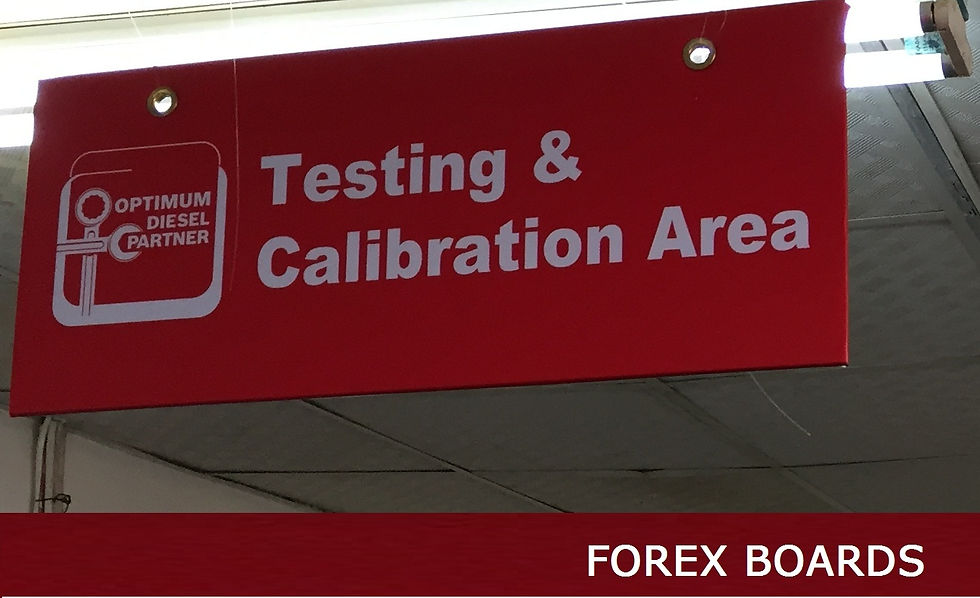 OPTIMUM
DIESEL
PARTNER
Testing &
Calibration Area
FOREX BOARDS